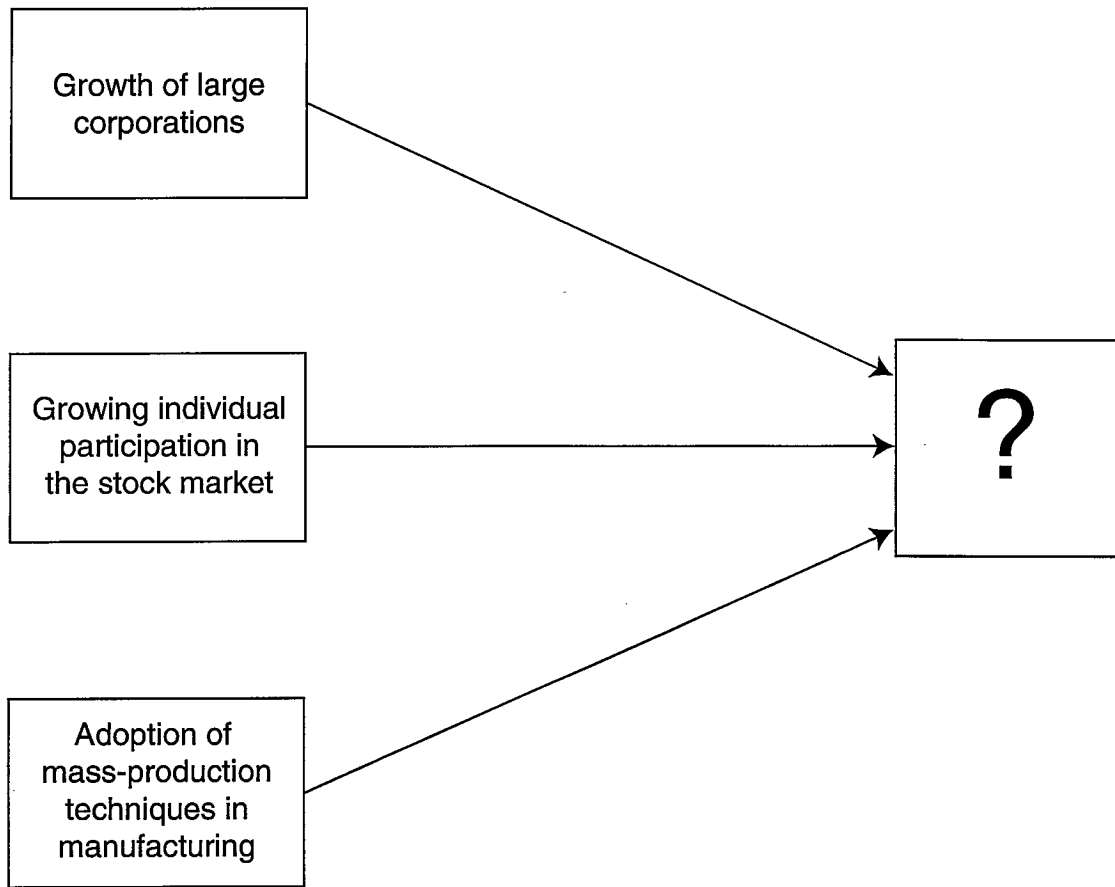 Growth of large
corporations
Growing individual
participation in
the stock market
?
Adoption of
mass-production
techniques in
manufacturing